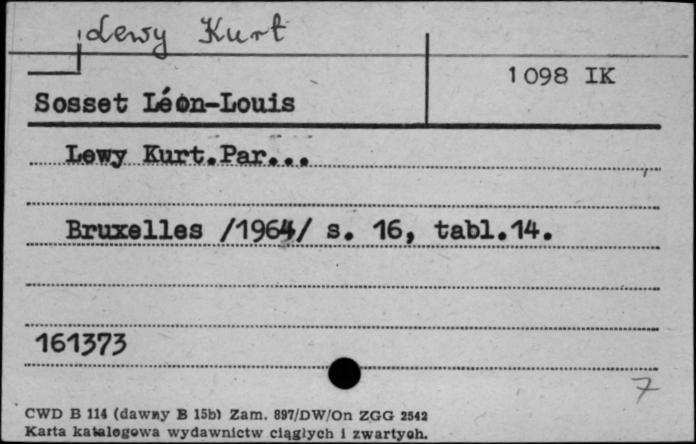 Lewy Kurt
1098 IK
Sosset Léon-Louis
Lewy Kurt.Par...
Bruxelles /1964/ s. 16, tabl.14.
161373
7
CWD B 114 (dawny B 15b) Zam. 897/DW/On ZGG 2542
Karta katalogowa wydawnictw ciągłych i zwartych.